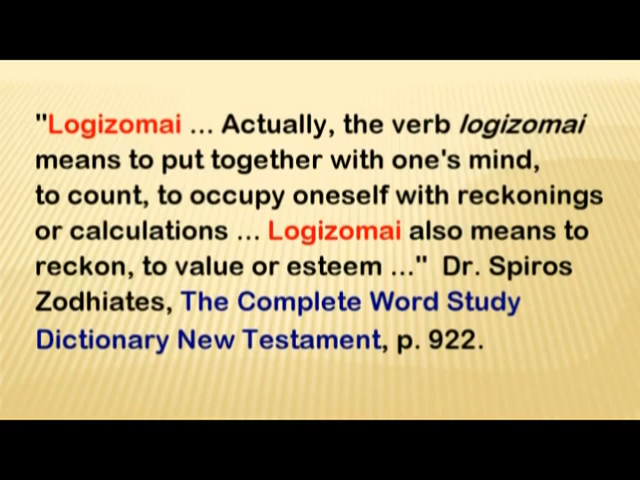 "Logizomai ... Actually, the verb logizomai
means to put together with one's mind,
to count, to occupy oneself with reckonings
or calculations ... Logizomai also means to
reckon, to value or esteem ..." Dr. Spiros
Zodhiates, The Complete Word Study
Dictionary New Testament, p. 922.